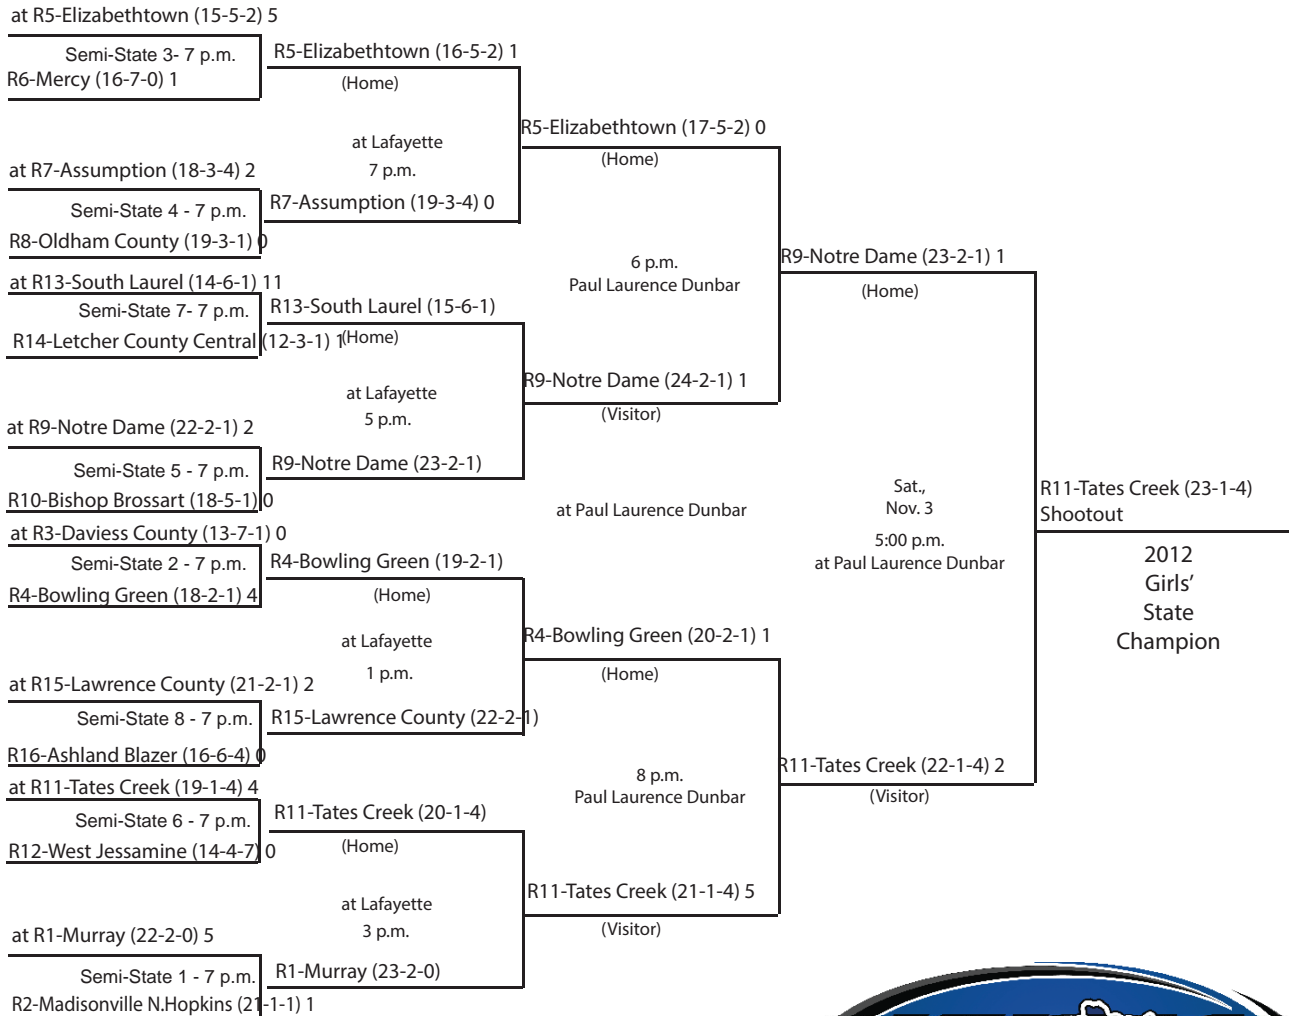 at R5-Elizabethtown (15-5-2) 5
Semi-State 3- 7 p.m.
R6-Mercy (16-7-0) 1
at R7-Assumption (18-3-4) 2
Semi-State 4 - 7 p.m.
R8-Oldham County (19-3-1) 0
at R13-South Laurel (14-6-1) 11
Semi-State 7- 7 p.m.
R14-Letcher County Central (12-3-1) 1
at R9-Notre Dame (22-2-1) 2
Semi-State 5 - 7 p.m.
R10-Bishop Brossart (18-5-1) 0
at R3-Daviess County (13-7-1) 0
Semi-State 2 - 7 p.m.
R4-Bowling Green (18-2-1) 4
at R15-Lawrence County (21-2-1) 2
Semi-State 8 - 7 p.m.
R16-Ashland Blazer (16-6-4) 0
at R11-Tates Creek (19-1-4) 4
Semi-State 6 - 7 p.m.
R12-West Jessamine (14-4-7) 0
at R1-Murray (22-2-0) 5
Semi-State 1 - 7 p.m.
R2-Madisonville N.Hopkins (21-1-1) 1
R5-Elizabethtown (16-5-2) 1
(Home)
at Lafayette
7 p.m.
R7-Assumption (19-3-4) 0
R13-South Laurel (15-6-1)
(Home)
at Lafayette
5 p.m.
R9-Notre Dame (23-2-1)
R4-Bowling Green (19-2-1)
(Home)
at Lafayette
1 p.m.
R15-Lawrence County (22-2-1)
R11-Tates Creek (20-1-4)
(Home)
at Lafayette
3 p.m.
R1-Murray (23-2-0)
R5-Elizabethtown (17-5-2) 0
(Home)
6 p.m.
Paul Laurence Dunbar
R9-Notre Dame (24-2-1) 1
(Visitor)
at Paul Laurence Dunbar
R4-Bowling Green (20-2-1) 1
(Home)
8 p.m.
Paul Laurence Dunbar
R11-Tates Creek (21-1-4) 5
(Visitor)
R9-Notre Dame (23-2-1) 1
(Home)
Sat.,
Nov. 3
5:00 p.m.
at Paul Laurence Dunbar
R11-Tates Creek (22-1-4) 2
(Visitor)
R11-Tates Creek (23-1-4)
Shootout
2012
Girls’
State
Champion